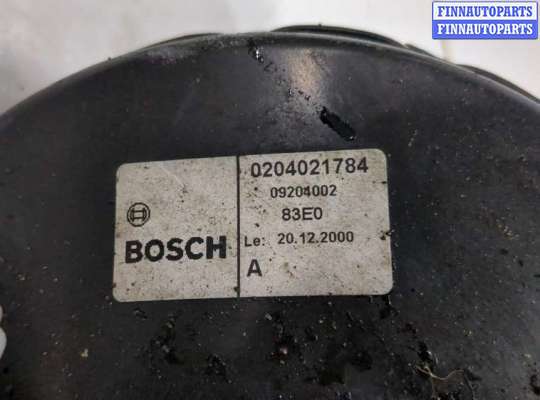 FINNAUTOPARTS
FINNAUTOPARTS
BOSCH
0204021784
09204002
83E0
Le: 20.12.2000
A